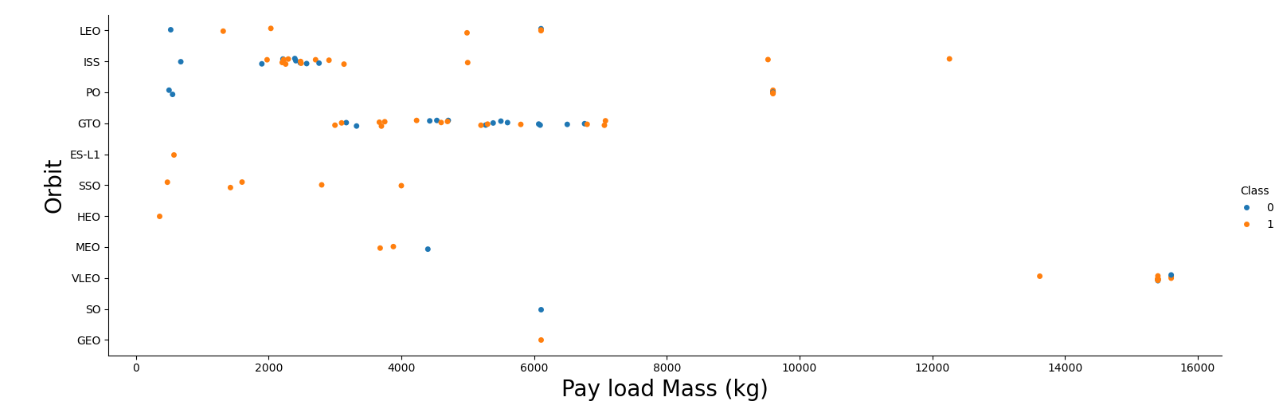 LEO
ISS
PO
GTO
ES-L1
SSO
HEO
MEO
VLEO
SO
GEO
Orbit
0 2000 4000 6000 8000 10000 12000 14000 16000
Pay load Mass (kg)
Class
0
1